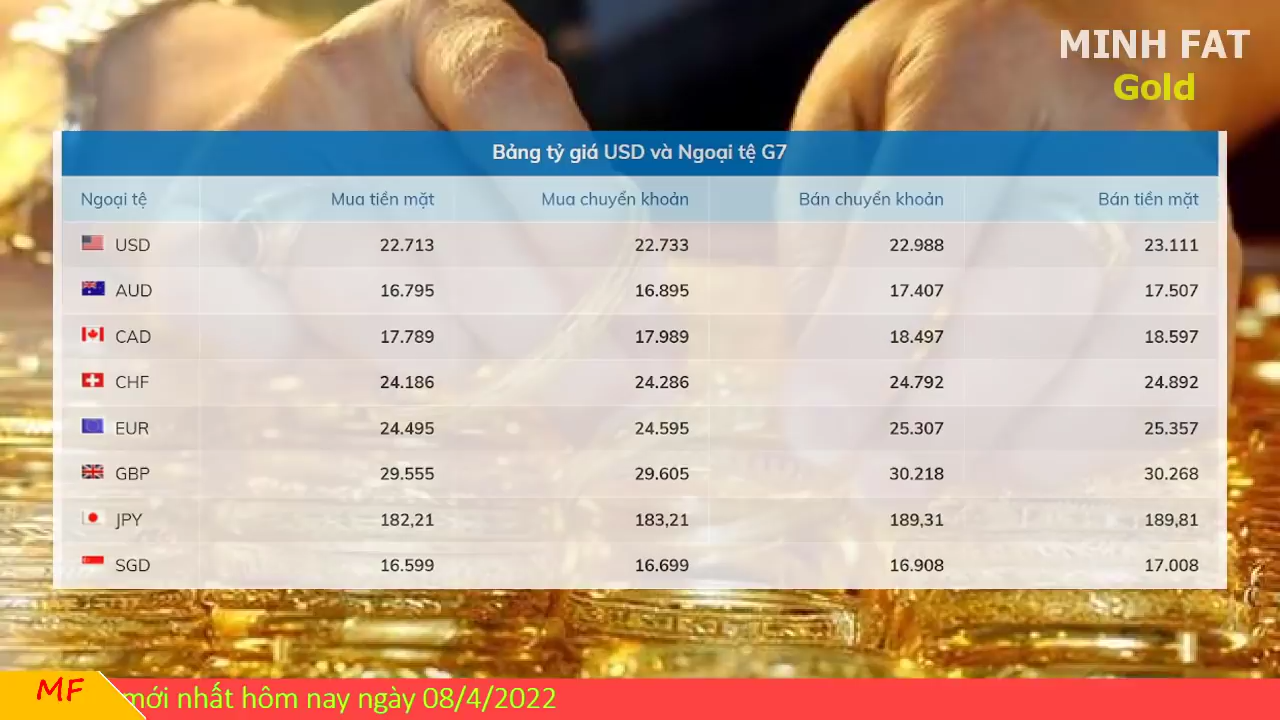 MINH FAT
Gold
Bảng tỷ giá USD và Ngoại tệ G7
Ngoại tệ Mua tiền mặt Mua chuyển khoản Bán chuyển khoản Bán tiền mặt
USD 22.713 22.733 22.988 23.111
AUD 16.795 16.895 17.407 17.507
CAD 17.789 17.989 18.497 18.597
CHF 24.186 24.286 24.792 24.892
EUR 24.495 24.595 25.307 25.357
GBP 29.555 29.605 30.218 30.268
JPY 182,21 183,21 189,31 189,81
SGD 16.599 16.699 16.908 17.008
MF mới nhất hôm nay ngày 08/4/2022